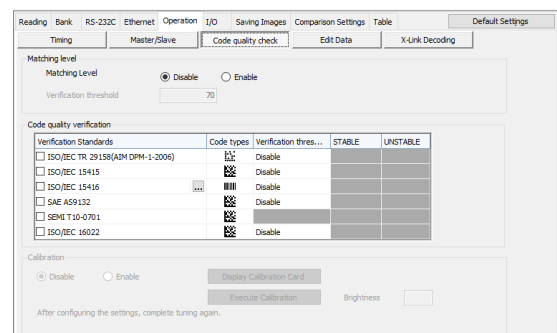 Reading Bank RS-232C Ethernet Operation I/O Saving Images Comparison Settings Table Default Settings
Timing Master/Slave Code quality check Edit Data X-Link Decoding
Matching level
Matching Level Disable Enable
Verification threshold 70
Code quality verification
Verification Standards Code types Verification thres... STABLE UNSTABLE
ISO/IEC TR 29158(AIM DPM-1-2006) Disable
ISO/IEC 15415 Disable
ISO/IEC 15416 ... Disable
SAE AS9132 Disable
SEMI T10-0701
ISO/IEC 16022 Disable
Calibration
Disable Enable Display Calibration Card
Execute Calibration Brightness
After configuring the settings, complete tuning again.